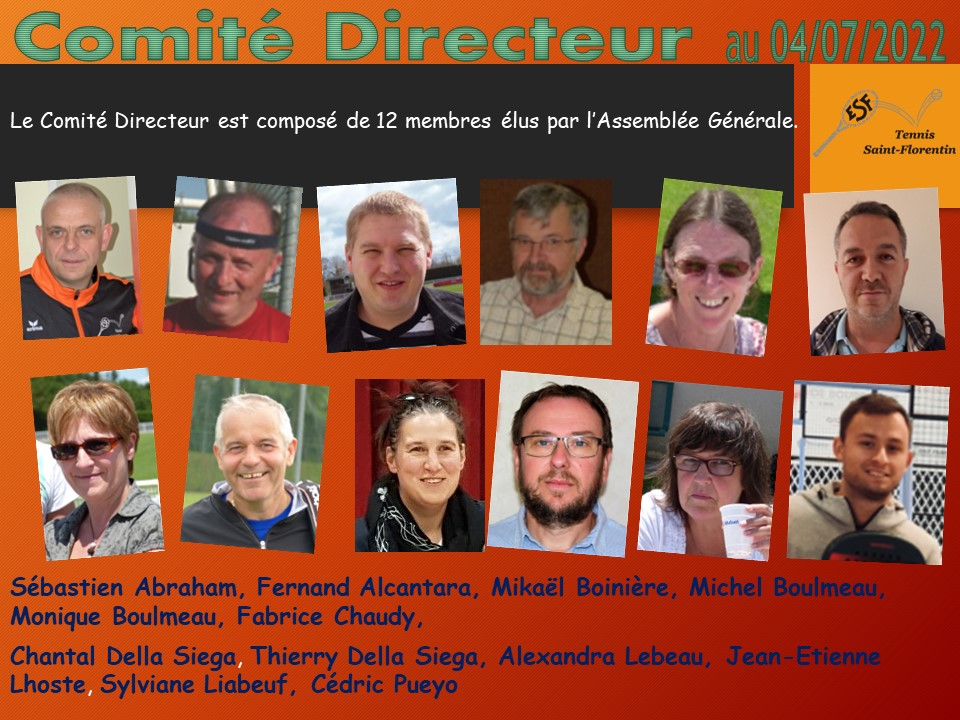 Comité Directeur au 04/07/2022
Le Comité Directeur est composé de 12 membres élus par l'Assemblée Générale.
ESF
Tennis
Saint-Florentin
Sébastien Abraham, Fernand Alcantara, Mikaël Boinière, Michel Boulmeau,
Monique Boulmeau, Fabrice Chaudy,
Chantal Della Siega, Thierry Della Siega, Alexandra Lebeau, Jean-Etienne
Lhoste, Sylviane Liabeuf, Cédric Pueyo